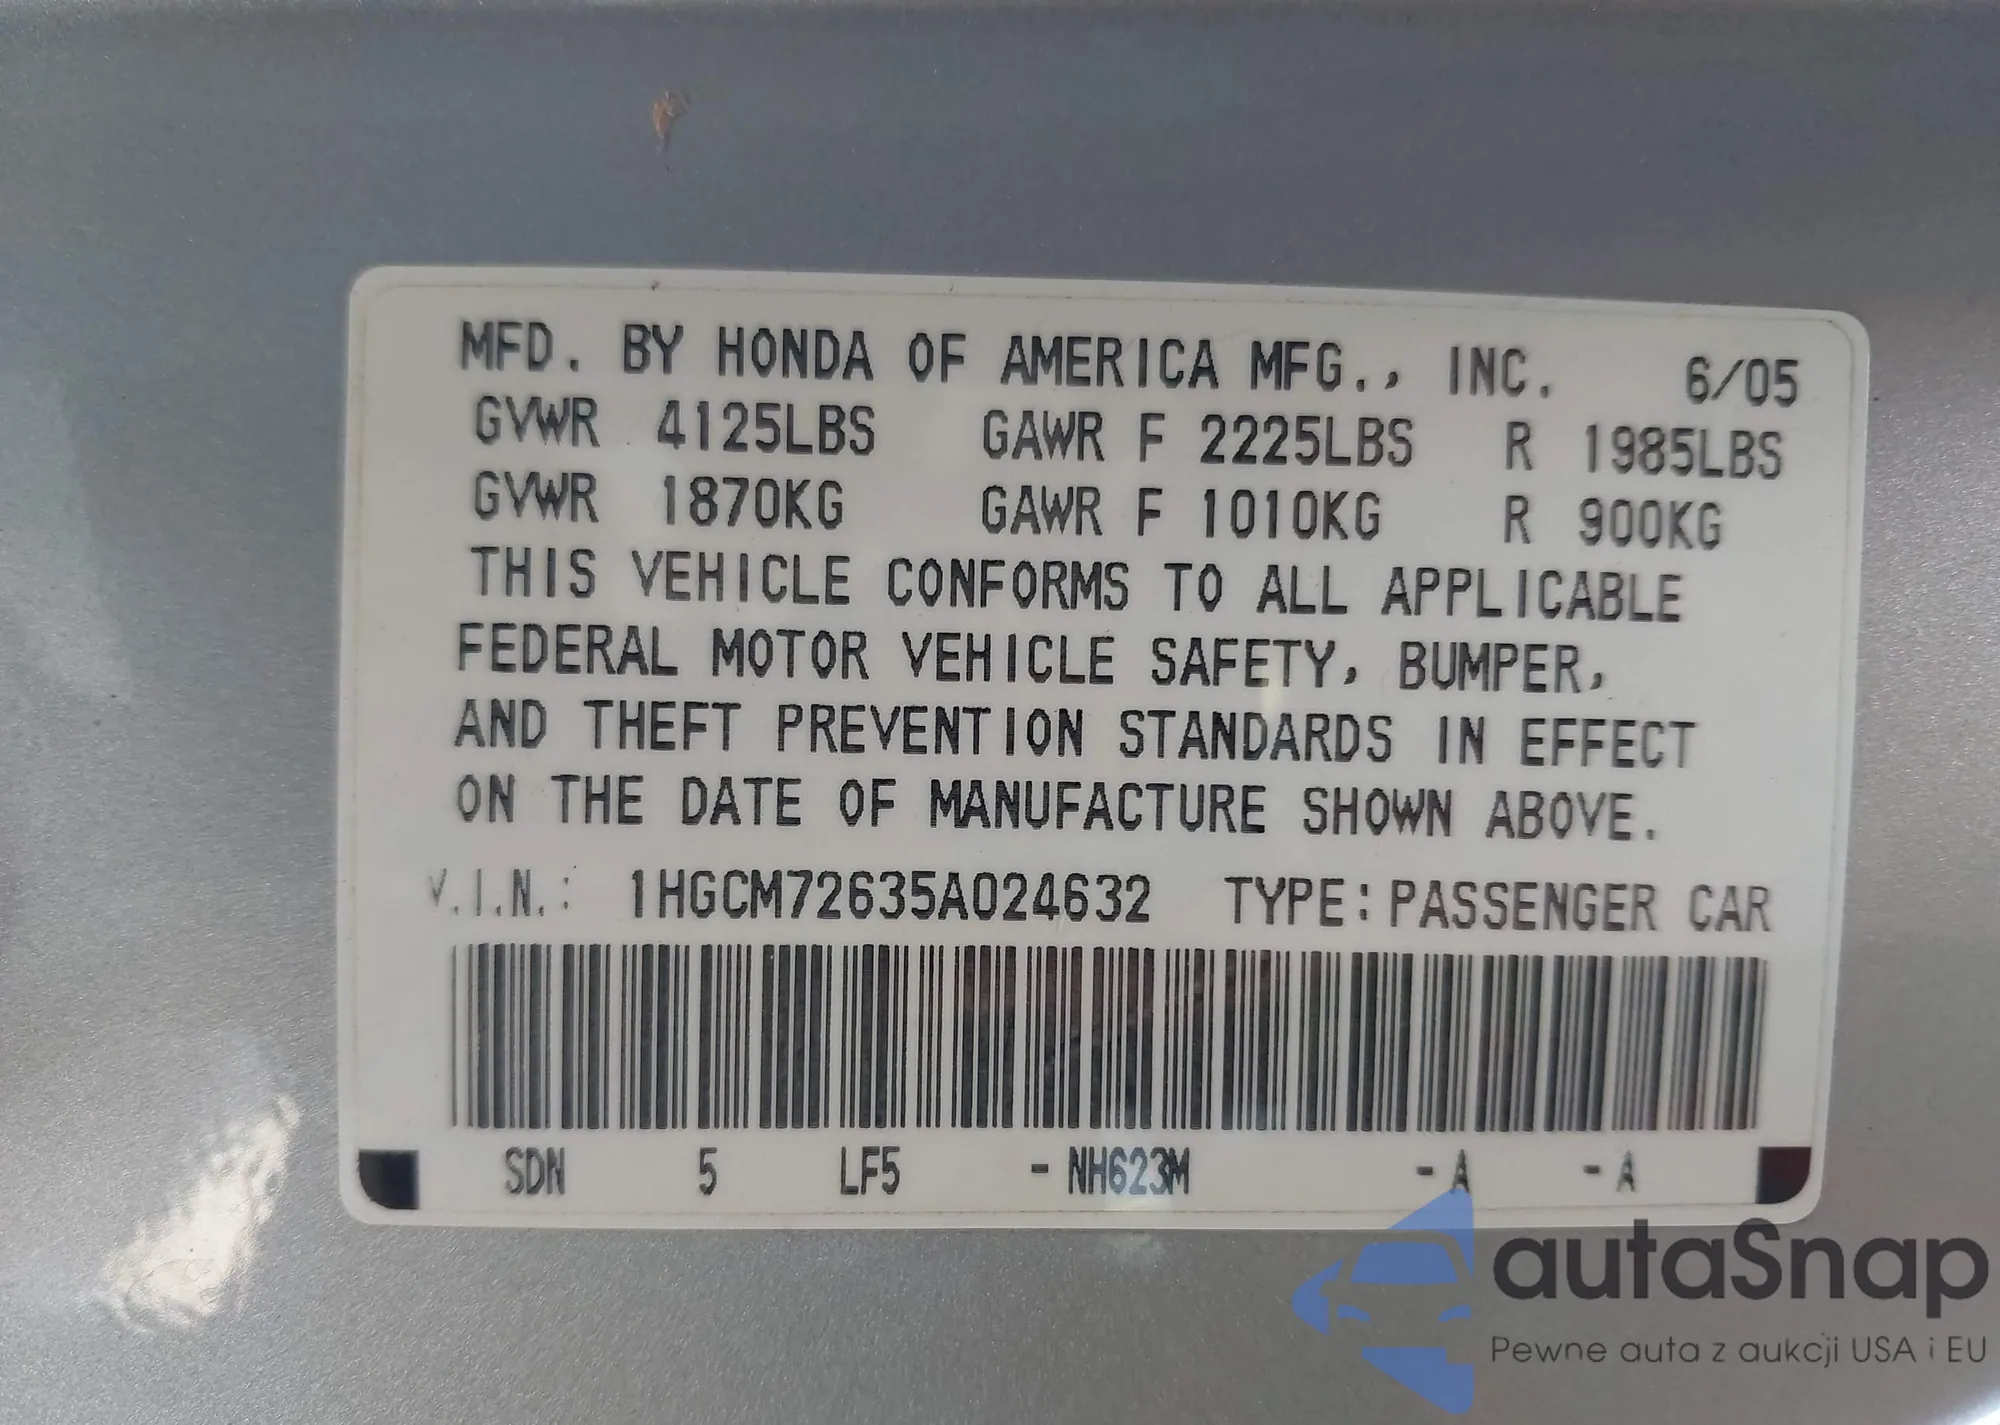 MFD. BY HONDA OF AMERICA MFG., INC. 6/05
GVWR 4125LBS GAWR F 2225LBS R 1985LBS
GVWR 1870KG GAWR F 1010KG R 900KG
THIS VEHICLE CONFORMS TO ALL APPLICABLE
FEDERAL MOTOR VEHICLE SAFETY, BUMPER,
AND THEFT PREVENTION STANDARDS IN EFFECT
ON THE DATE OF MANUFACTURE SHOWN ABOVE.
V.I.N.: 1HGCM72635A024632 TYPE: PASSENGER CAR
SDN 5 LF5 - NH623M - A - A
autaSnap
Pewne auta z aukcji USA i EU